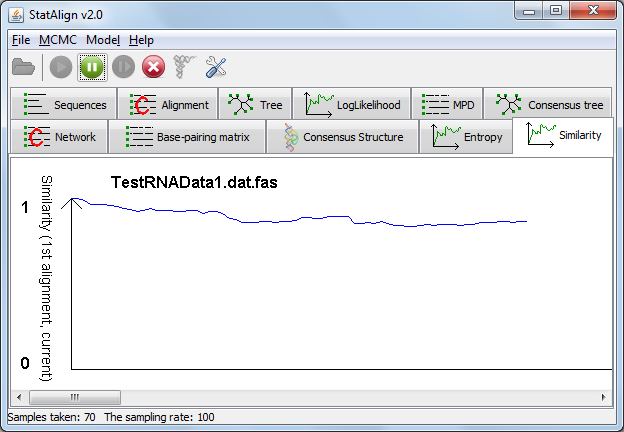 StatAlign v2.0
File MCMC Model Help
Sequences Alignment Tree LogLikelihood MPD Consensus tree
Network Base-pairing matrix Consensus Structure Entropy Similarity
TestRNAData1.dat.fas
1
Similarity (1st alignment, current)
0
Samples taken: 70 The sampling rate: 100